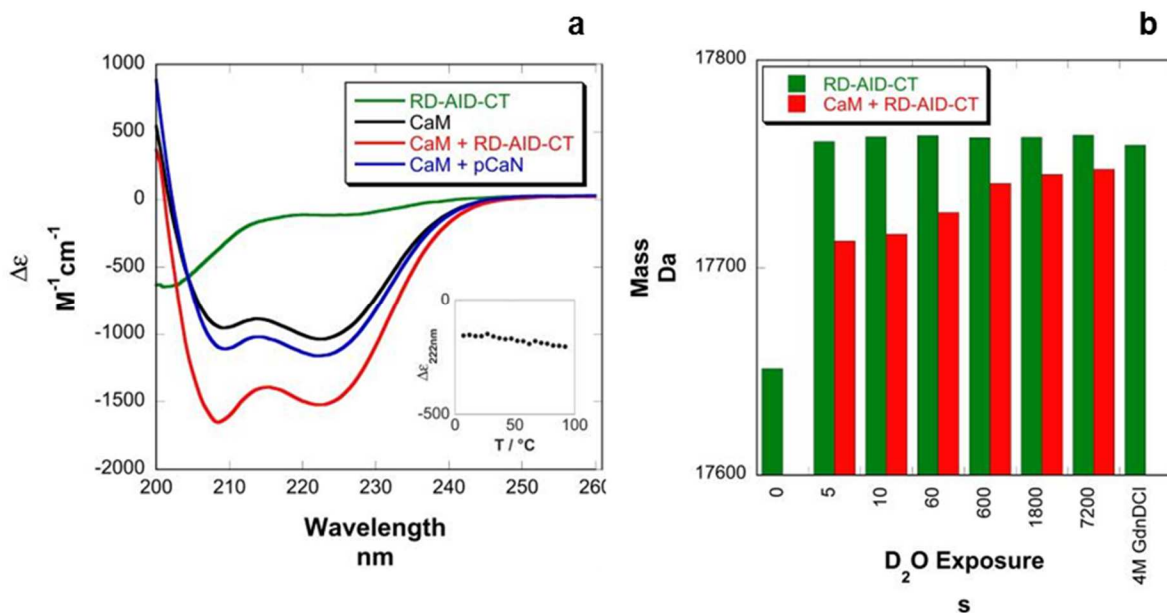 a
1000
500
0
-500
-1000
-1500
-2000
Δε
M-1cm-1
RD-AID-CT
CaM
CaM + RD-AID-CT
CaM + pCaN
0
-500
Δε222nm
0 50 100
T / °C
200 210 220 230 240 250 260
Wavelength
nm
b
17800
17700
17600
Mass
Da
RD-AID-CT
CaM + RD-AID-CT
0 5 10 60 600 1800 7200 4M GdnDCl
D2O Exposure
s